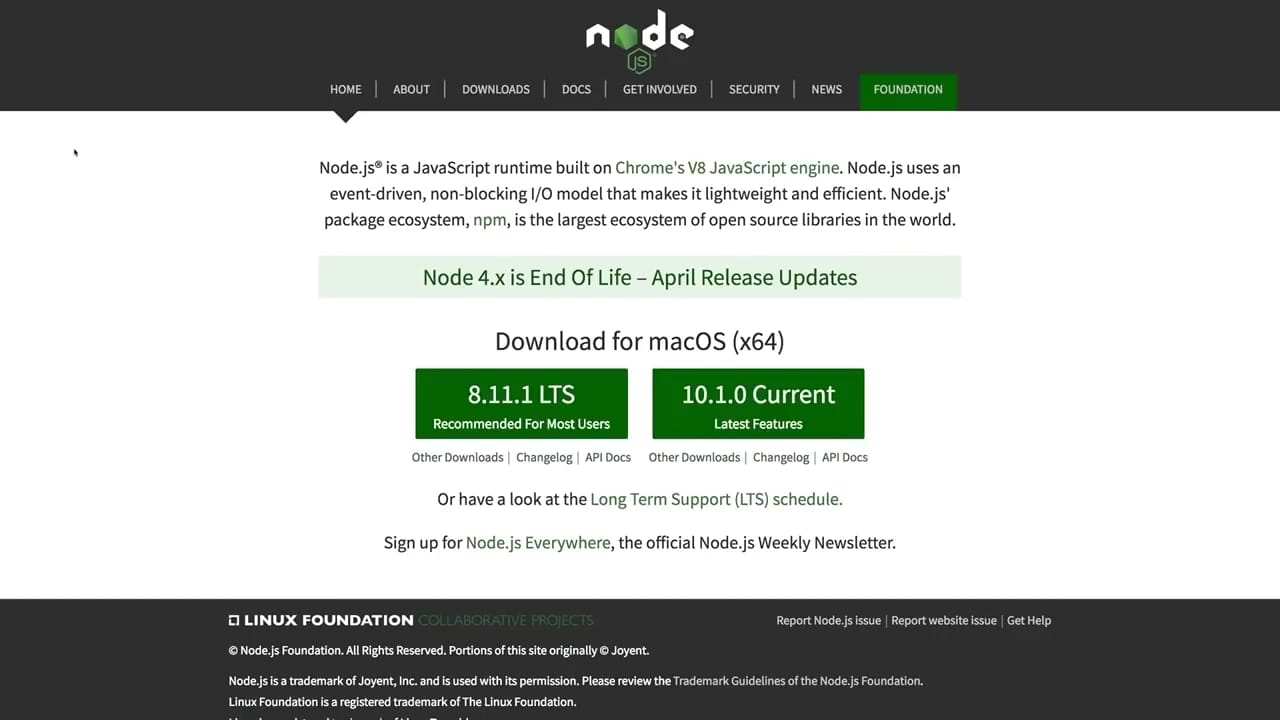 node
JS
HOME | ABOUT | DOWNLOADS | DOCS | GET INVOLVED | SECURITY | NEWS FOUNDATION
Node.js® is a JavaScript runtime built on Chrome's V8 JavaScript engine. Node.js uses an
event-driven, non-blocking I/O model that makes it lightweight and efficient. Node.js'
package ecosystem, npm, is the largest ecosystem of open source libraries in the world.
Node 4.x is End Of Life – April Release Updates
Download for macOS (x64)
8.11.1 LTS
Recommended For Most Users
10.1.0 Current
Latest Features
Other Downloads | Changelog | API Docs
Other Downloads | Changelog | API Docs
Or have a look at the Long Term Support (LTS) schedule.
Sign up for Node.js Everywhere, the official Node.js Weekly Newsletter.
LINUX FOUNDATION COLLABORATIVE PROJECTS
Report Node.js issue | Report website issue | Get Help
© Node.js Foundation. All Rights Reserved. Portions of this site originally © Joyent.
Node.js is a trademark of Joyent, Inc. and is used with its permission. Please review the Trademark Guidelines of the Node.js Foundation.
Linux Foundation is a registered trademark of The Linux Foundation.